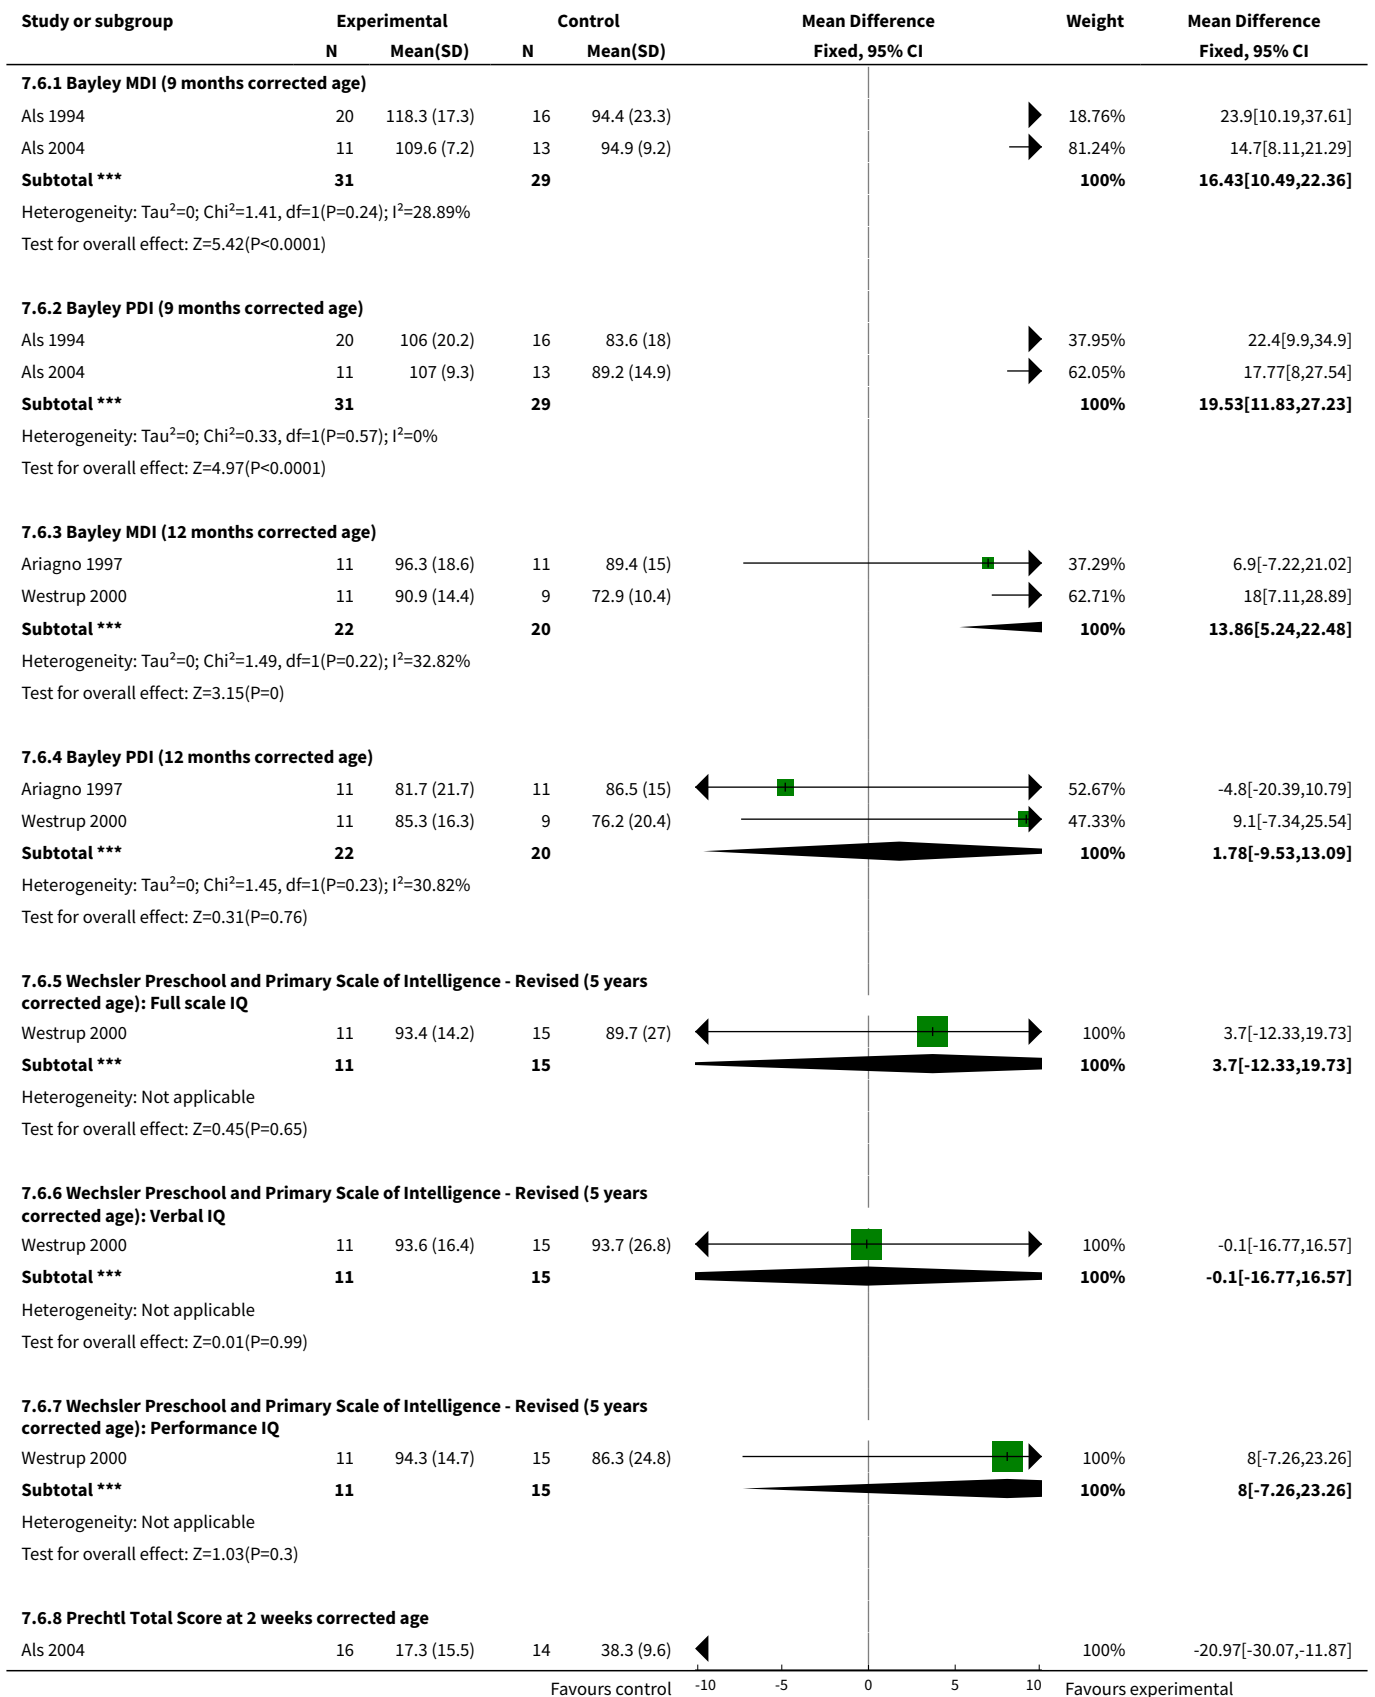 Study or subgroup Experimental Control Mean Difference Weight Mean Difference
N Mean(SD) N Mean(SD) Fixed, 95% CI Fixed, 95% CI
7.6.1 Bayley MDI (9 months corrected age)
Als 1994 20 118.3 (17.3) 16 94.4 (23.3) 18.76% 23.9[10.19,37.61]
Als 2004 11 109.6 (7.2) 13 94.9 (9.2) 81.24% 14.7[8.11,21.29]
Subtotal *** 31 29 100% 16.43[10.49,22.36]
Heterogeneity: Tau²=0; Chi²=1.41, df=1(P=0.24); I²=28.89%
Test for overall effect: Z=5.42(P<0.0001)
7.6.2 Bayley PDI (9 months corrected age)
Als 1994 20 106 (20.2) 16 83.6 (18) 37.95% 22.4[9.9,34.9]
Als 2004 11 107 (9.3) 13 89.2 (14.9) 62.05% 17.77[8,27.54]
Subtotal *** 31 29 100% 19.53[11.83,27.23]
Heterogeneity: Tau²=0; Chi²=0.33, df=1(P=0.57); I²=0%
Test for overall effect: Z=4.97(P<0.0001)
7.6.3 Bayley MDI (12 months corrected age)
Ariagno 1997 11 96.3 (18.6) 11 89.4 (15) 37.29% 6.9[-7.22,21.02]
Westrup 2000 11 90.9 (14.4) 9 72.9 (10.4) 62.71% 18[7.11,28.89]
Subtotal *** 22 20 100% 13.86[5.24,22.48]
Heterogeneity: Tau²=0; Chi²=1.49, df=1(P=0.22); I²=32.82%
Test for overall effect: Z=3.15(P=0)
7.6.4 Bayley PDI (12 months corrected age)
Ariagno 1997 11 81.7 (21.7) 11 86.5 (15) 52.67% -4.8[-20.39,10.79]
Westrup 2000 11 85.3 (16.3) 9 76.2 (20.4) 47.33% 9.1[-7.34,25.54]
Subtotal *** 22 20 100% 1.78[-9.53,13.09]
Heterogeneity: Tau²=0; Chi²=1.45, df=1(P=0.23); I²=30.82%
Test for overall effect: Z=0.31(P=0.76)
7.6.5 Wechsler Preschool and Primary Scale of Intelligence - Revised (5 years
corrected age): Full scale IQ
Westrup 2000 11 93.4 (14.2) 15 89.7 (27) 100% 3.7[-12.33,19.73]
Subtotal *** 11 15 100% 3.7[-12.33,19.73]
Heterogeneity: Not applicable
Test for overall effect: Z=0.45(P=0.65)
7.6.6 Wechsler Preschool and Primary Scale of Intelligence - Revised (5 years
corrected age): Verbal IQ
Westrup 2000 11 93.6 (16.4) 15 93.7 (26.8) 100% -0.1[-16.77,16.57]
Subtotal *** 11 15 100% -0.1[-16.77,16.57]
Heterogeneity: Not applicable
Test for overall effect: Z=0.01(P=0.99)
7.6.7 Wechsler Preschool and Primary Scale of Intelligence - Revised (5 years
corrected age): Performance IQ
Westrup 2000 11 94.3 (14.7) 15 86.3 (24.8) 100% 8[-7.26,23.26]
Subtotal *** 11 15 100% 8[-7.26,23.26]
Heterogeneity: Not applicable
Test for overall effect: Z=1.03(P=0.3)
7.6.8 Prechtl Total Score at 2 weeks corrected age
Als 2004 16 17.3 (15.5) 14 38.3 (9.6) 100% -20.97[-30.07,-11.87]
Favours control -10 -5 0 5 10 Favours experimental